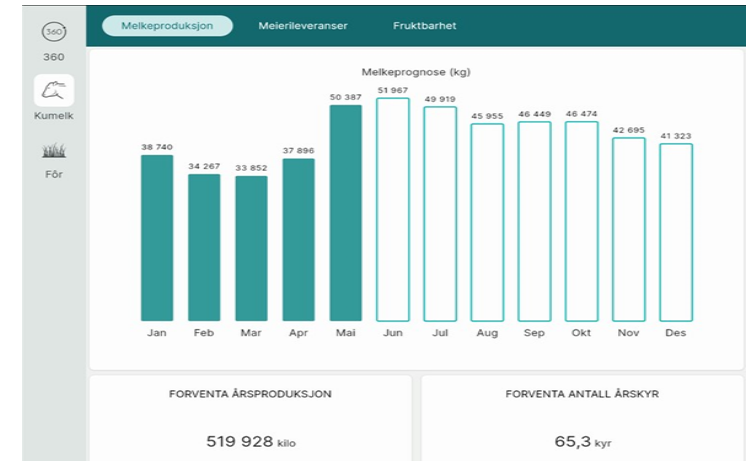 Melkeproduksjon Meierileveranser Fruktbarhet
360
360
Kumelk
Fôr
Melkeprognose (kg)
38 740 34 267 33 852 37 896 50 387 51 967 49 919 45 955 46 449 46 474 42 695 41 323
Jan Feb Mar Apr Mai Jun Jul Aug Sep Okt Nov Des
FORVENTA ÅRSPRODUKSJON
519 928 kilo
FORVENTA ANTALL ÅRSKYR
65,3 kyr